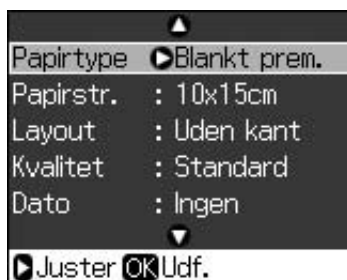 Papirtype Blankt prem.
Papirstr. : 10x15cm
Layout : Uden kant
Kvalitet : Standard
Dato : Ingen
Juster OK Udf.